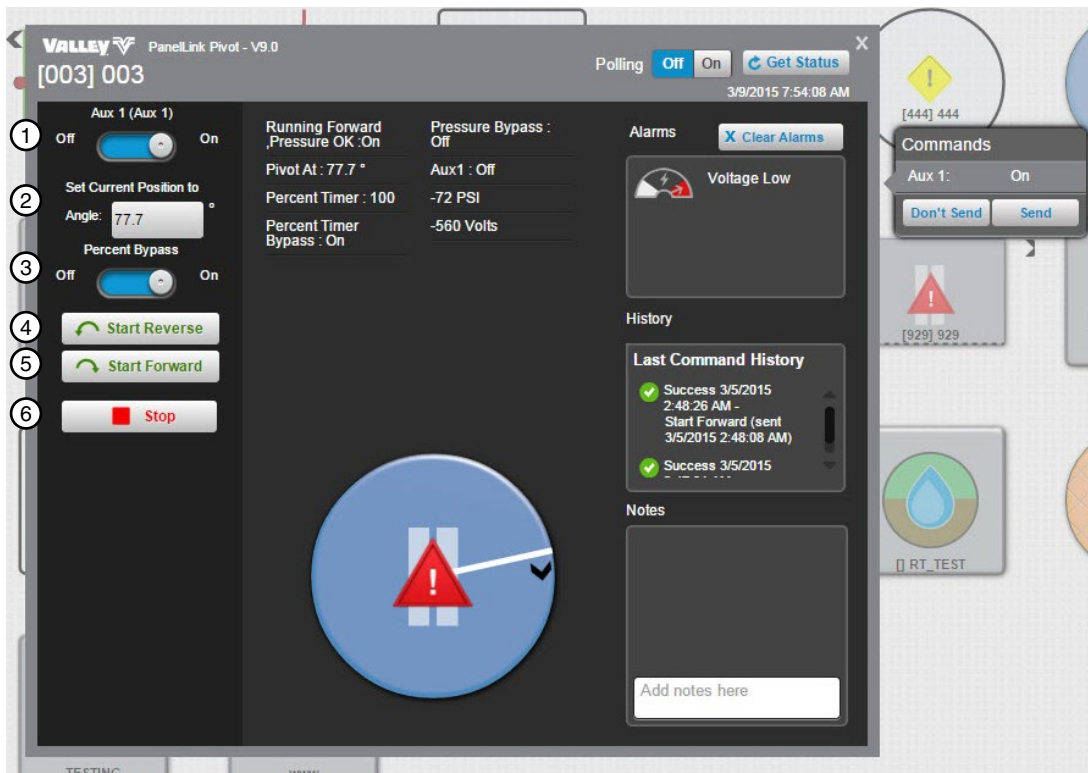 VALLEY PanelLink Pivot - V9.0
[003] 003
Polling Off On Get Status
3/9/2015 7:54:08 AM
X
1
Aux 1 (Aux 1)
Off On
2
Set Current Position to
Angle: 77.7 °
3
Percent Bypass
Off On
4
Start Reverse
5
Start Forward
6
Stop
Running Forward
,Pressure OK :On
Pivot At : 77.7 °
Percent Timer : 100
Percent Timer
Bypass : On
Pressure Bypass :
Off
Aux1 : Off
-72 PSI
-560 Volts
Alarms
X Clear Alarms
Voltage Low
History
Last Command History
Success 3/5/2015
2:48:26 AM -
Start Forward (sent
3/5/2015 2:48:08 AM)
Success 3/5/2015
Notes
Add notes here
[444] 444
Commands
Aux 1: On
Don't Send Send
[929] 929
[] RT_TEST
TESTING